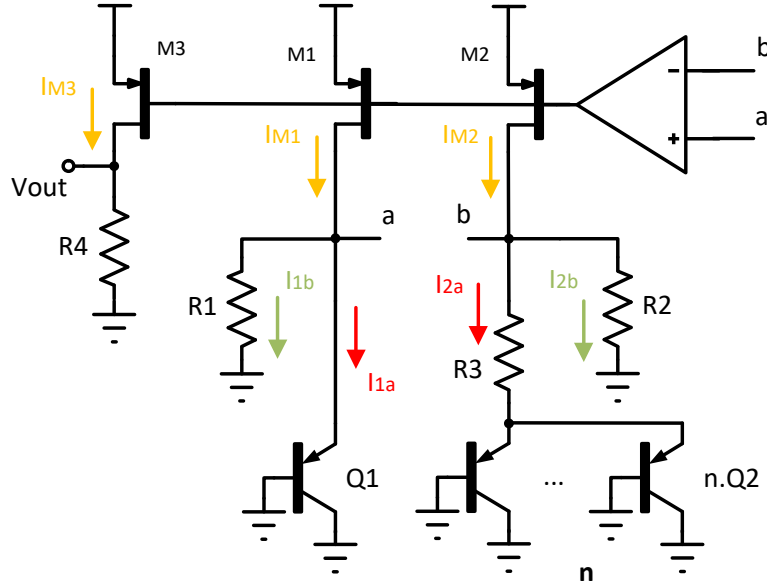 M3
M1
M2
b
−
IM3
IM1
IM2
a
+
Vout
a
b
R4
R1
I1b
I2a
I2b
R2
R3
I1a
Q1
...
n.Q2
n